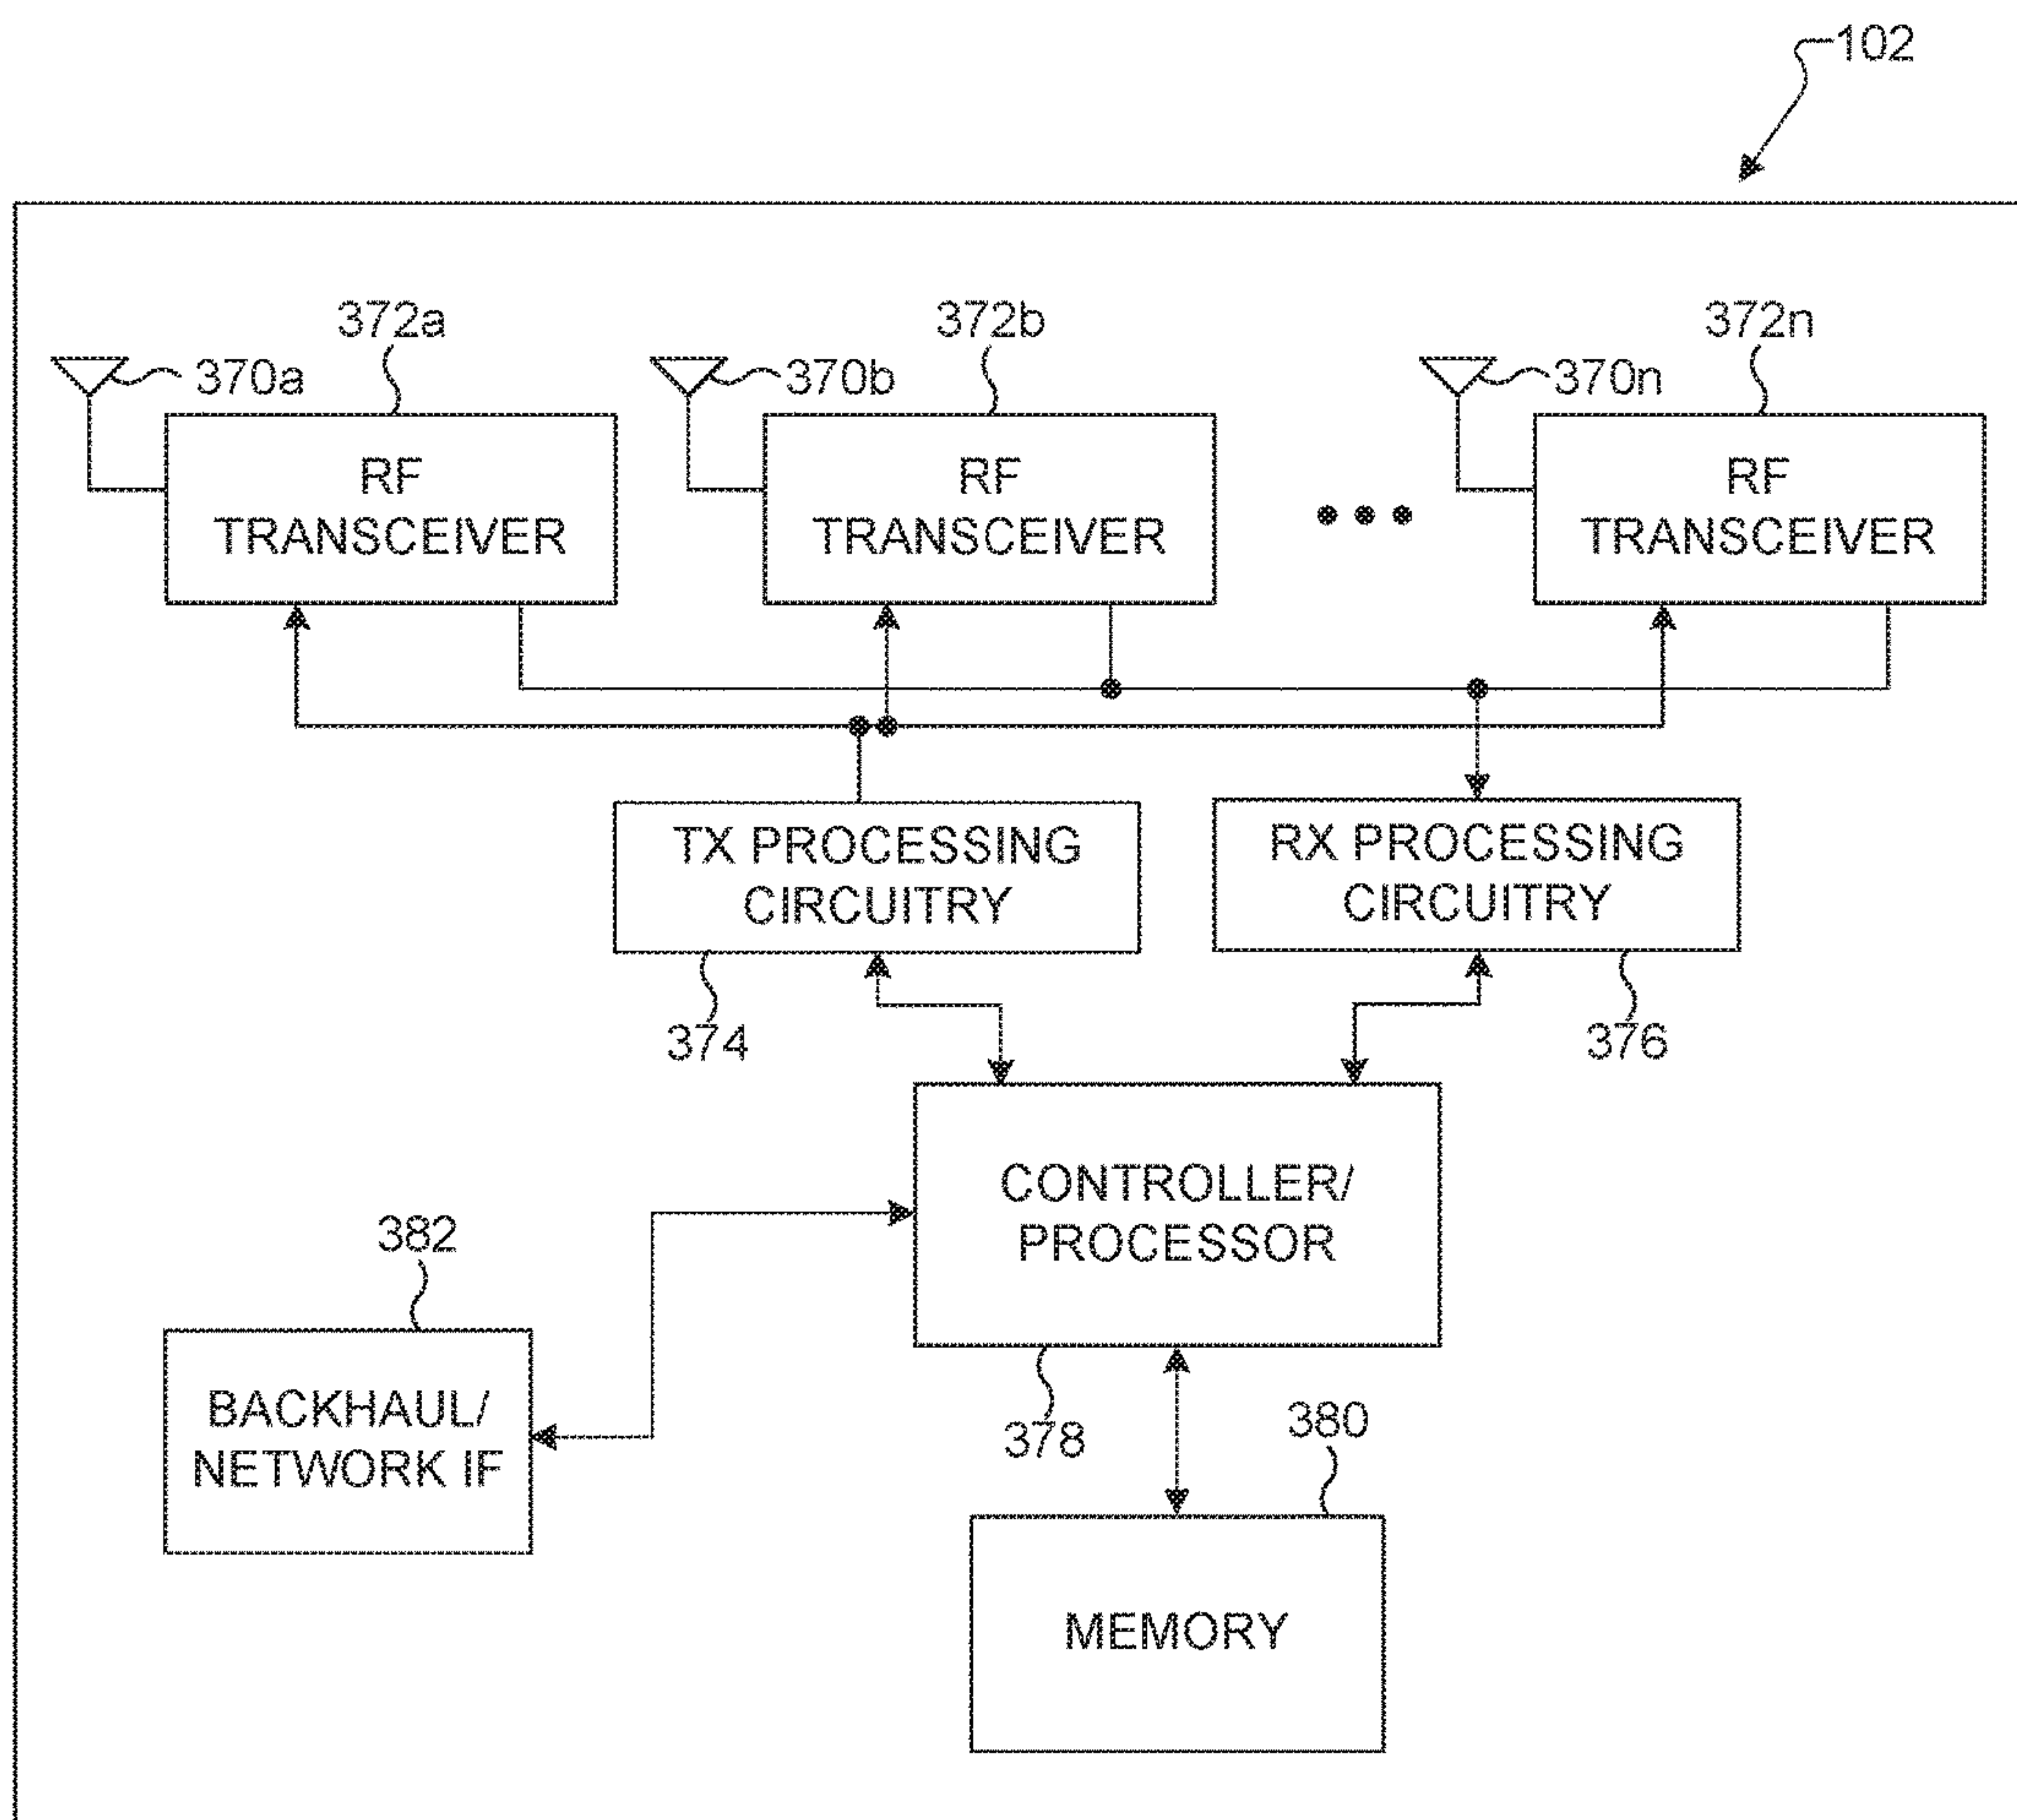 102
372a
372b
372n
370a
370b
370n
RF
TRANSCEIVER
RF
TRANSCEIVER
RF
TRANSCEIVER
TX PROCESSING
CIRCUITRY
RX PROCESSING
CIRCUITRY
374
376
CONTROLLER/
PROCESSOR
382
378
380
BACKHAUL/
NETWORK IF
MEMORY